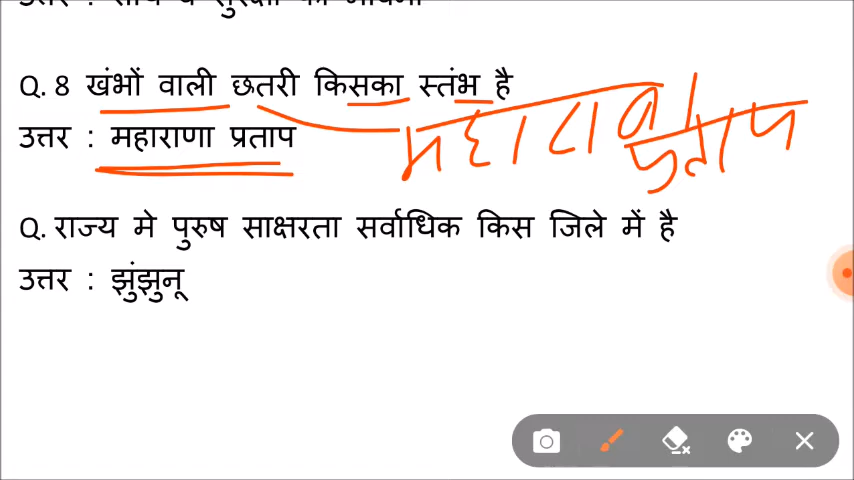 Q. 8 खंभों वाली छतरी किसका स्तंभ है
उत्तर : महाराणा प्रताप
महाराणा
प्रताप
Q. राज्य मे पुरुष साक्षरता सर्वाधिक किस जिले में है
उत्तर : झुंझुनू